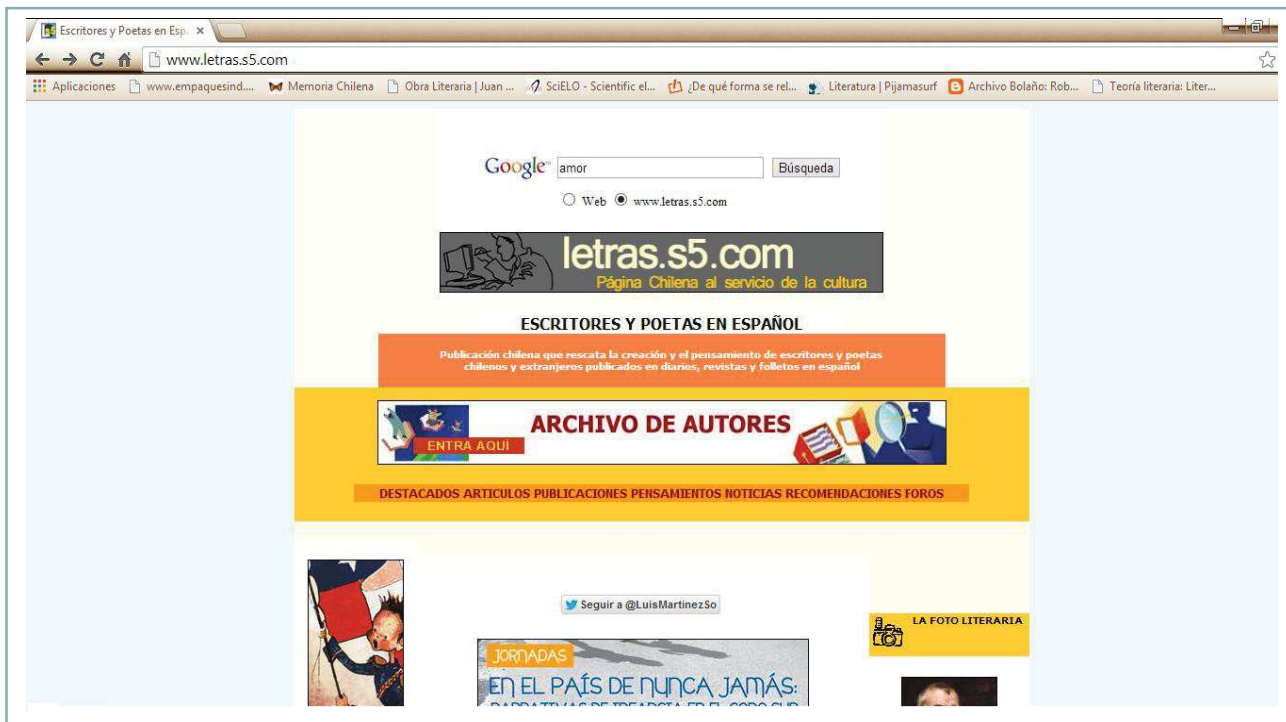 Escritores y Poetas en Esp
www.letras.s5.com
Aplicaciones www.empaquesind.... Memoria Chilena Obra Literaria | Juan ... SciELO - Scientific el... ¿De qué forma se rel... Literatura | Pijamasurf Archivo Bolaño: Rob... Teoría literaria: Liter...
Google amor Búsqueda
Web www.letras.s5.com
letras.s5.com
Página Chilena al servicio de la cultura
ESCRITORES Y POETAS EN ESPAÑOL
Publicación chilena que rescata la creación y el pensamiento de escritores y poetas
chilenos y extranjeros publicados en diarios, revistas y folletos en español
ARCHIVO DE AUTORES
ENTRA AQUÍ
DESTACADOS ARTICULOS PUBLICACIONES PENSAMIENTOS NOTICIAS RECOMENDACIONES FOROS
Seguir a @LuisMartinezSo
LA FOTO LITERARIA
JORNADAS
EN EL PAÍS DE NUNCA JAMÁS: